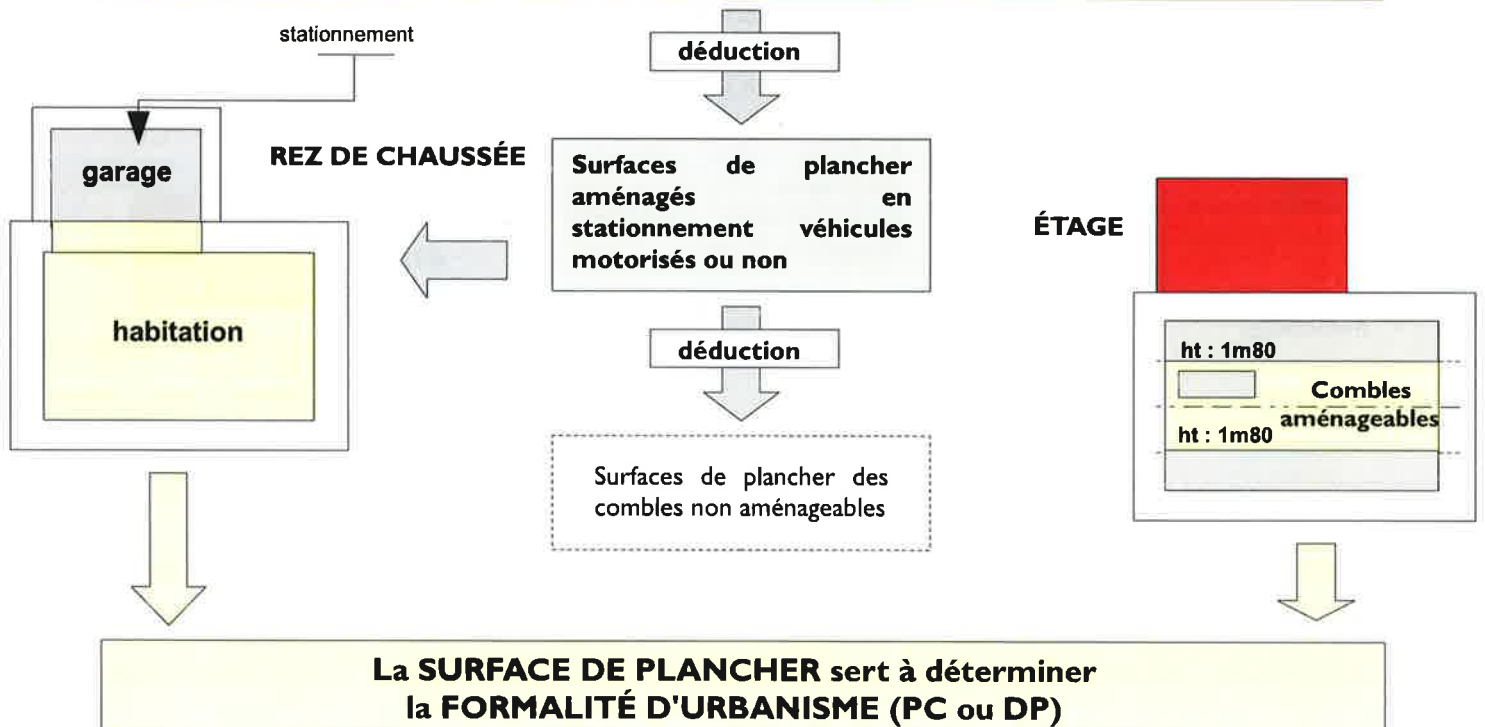 stationnement
déduction
garage
REZ DE CHAUSSÉE
Surfaces de plancher
aménagés en
stationnement véhicules
motorisés ou non
ÉTAGE
habitation
déduction
ht : 1m80
Combles
aménageables
ht : 1m80
Surfaces de plancher des
combles non aménageables
La SURFACE DE PLANCHER sert à déterminer
la FORMALITÉ D'URBANISME (PC ou DP)